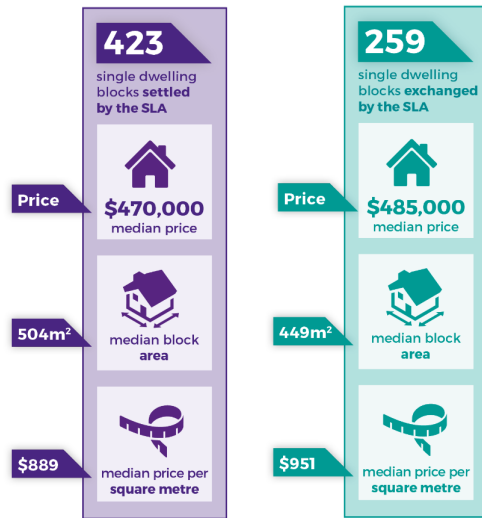 423
single dwelling
blocks settled
by the SLA
Price
$470,000
median price
504m²
median block
area
$889
median price per
square metre
259
single dwelling
blocks exchanged
by the SLA
Price
$485,000
median price
449m²
median block
area
$951
median price per
square metre